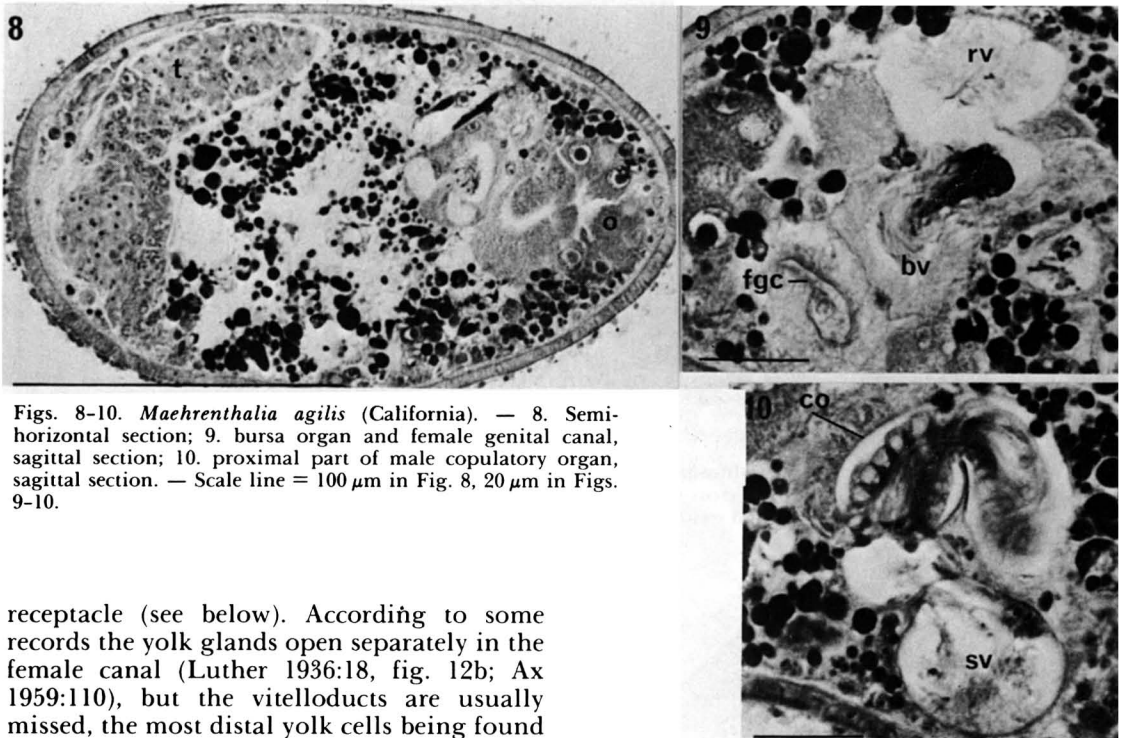 8
t
o
9
rv
bv
fgc
Figs. 8-10. Maehrenthalia agilis (California). — 8. Semi-
horizontal section; 9. bursa organ and female genital canal,
sagittal section; 10. proximal part of male copulatory organ,
sagittal section. — Scale line = 100 μm in Fig. 8, 20 μm in Figs.
9-10.
10
co
sv
receptacle (see below). According to some
records the yolk glands open separately in the
female canal (Luther 1936:18, fig. 12b; Ax
1959:110), but the vitelloducts are usually
missed, the most distal yolk cells being found